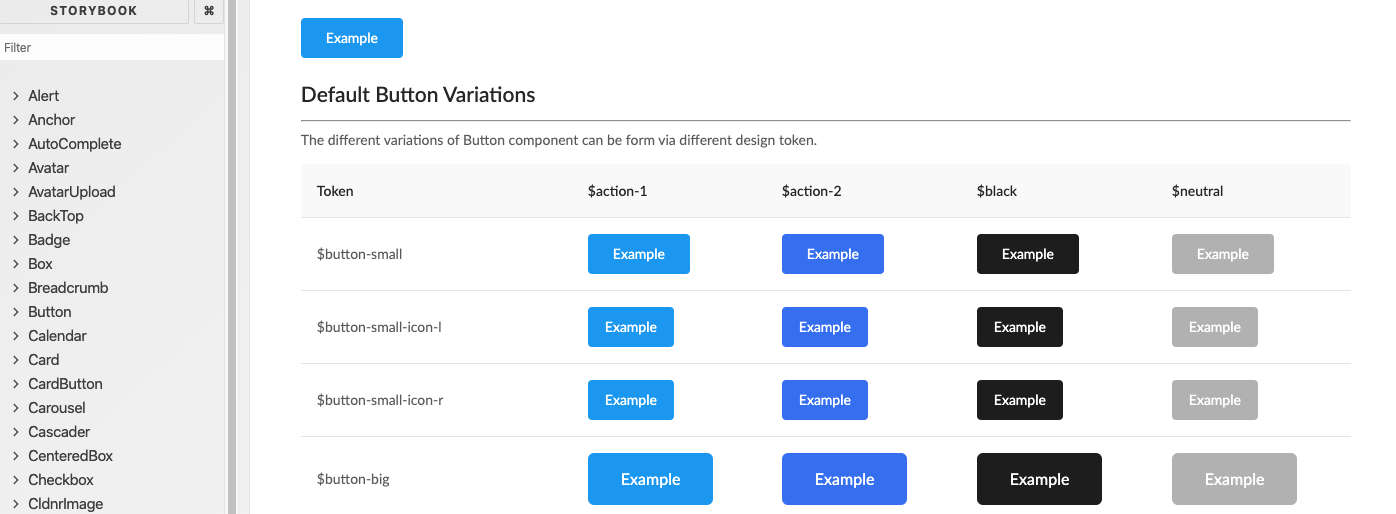 STORYBOOK ⌘
Filter
Alert
Anchor
AutoComplete
Avatar
AvatarUpload
BackTop
Badge
Box
Breadcrumb
Button
Calendar
Card
CardButton
Carousel
Cascader
CenteredBox
Checkbox
CldnrImage
Example
Default Button Variations
The different variations of Button component can be form via different design token.
Token $action-1 $action-2 $black $neutral
$button-small Example Example Example Example
$button-small-icon-l Example Example Example Example
$button-small-icon-r Example Example Example Example
$button-big Example Example Example Example